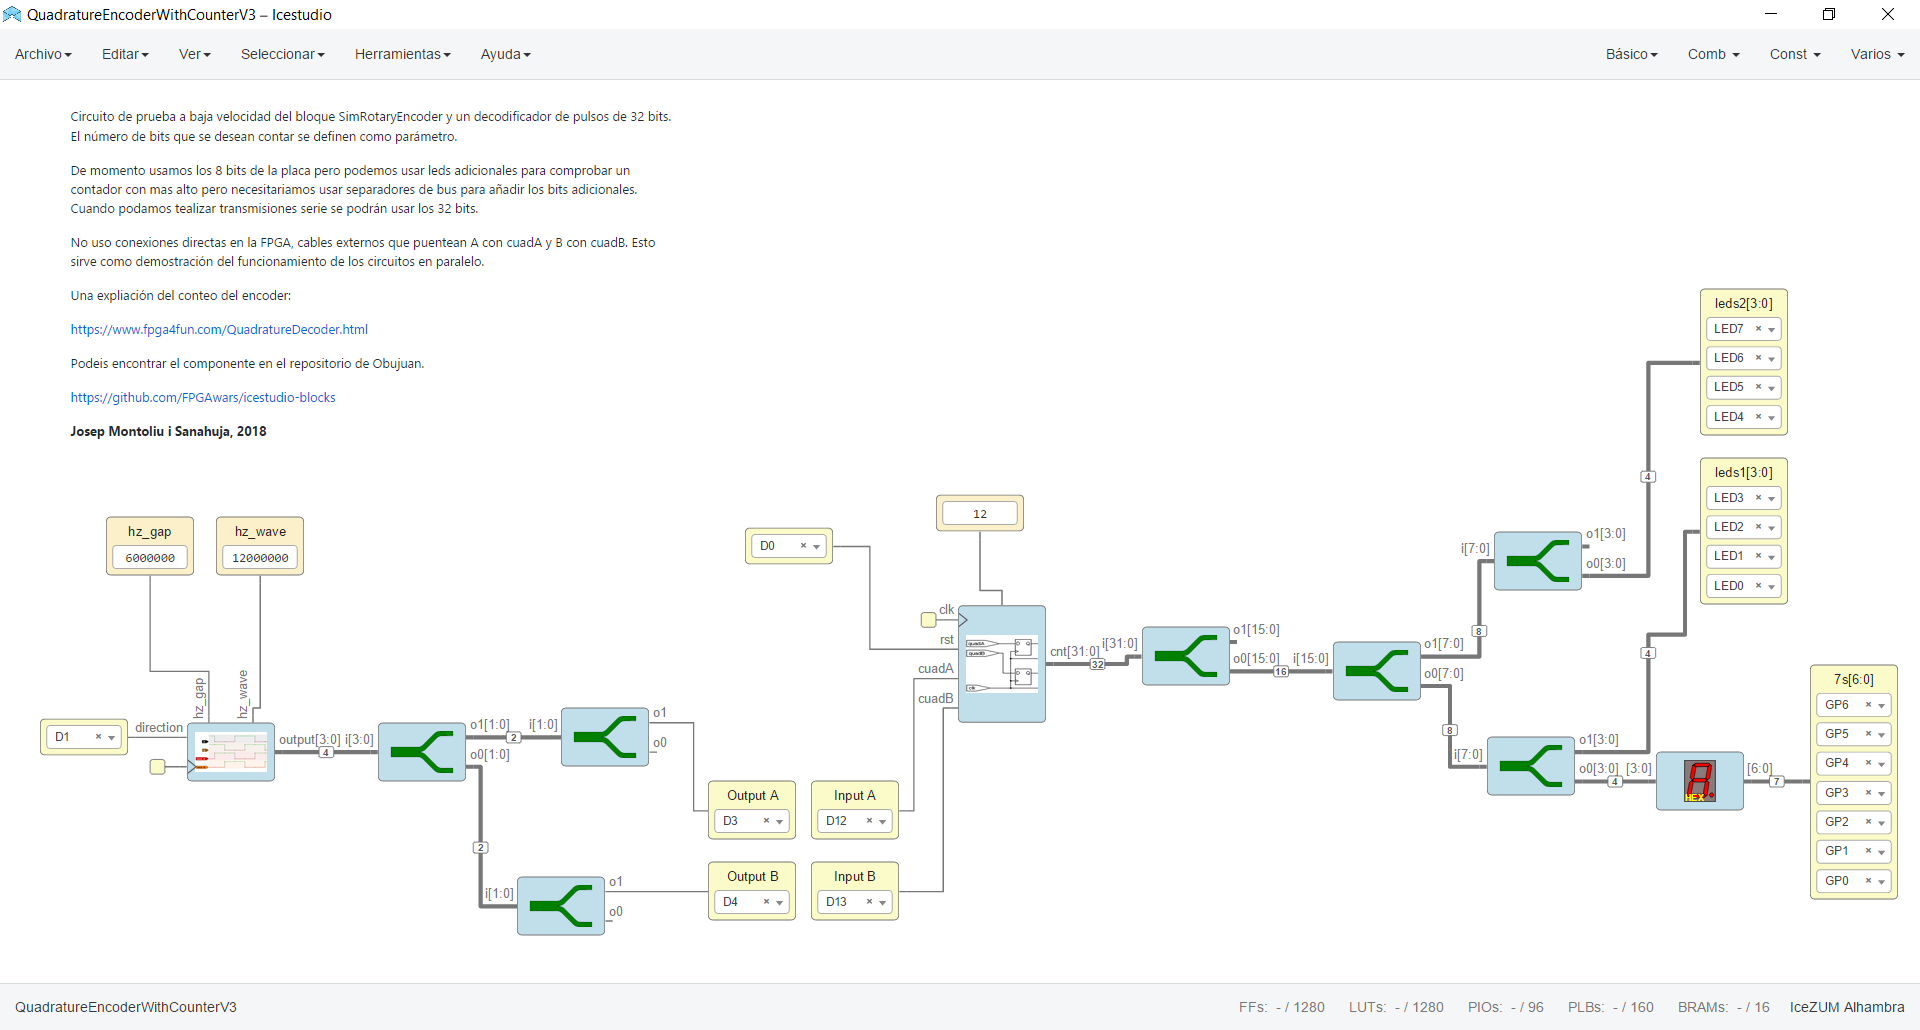 QuadratureEncoderWithCounterV3 – Icestudio
Archivo Editar Ver Seleccionar Herramientas Ayuda Básico Comb Const Varios
Circuito de prueba a baja velocidad del bloque SimRotaryEncoder y un decodificador de pulsos de 32 bits.
El número de bits que se desean contar se definen como parámetro.
De momento usamos los 8 bits de la placa pero podemos usar leds adicionales para comprobar un
contador con mas alto pero necesitariamos usar separadores de bus para añadir los bits adicionales.
Cuando podamos tealizar transmisiones serie se podrán usar los 32 bits.
No uso conexiones directas en la FPGA, cables externos que puentean A con cuadA y B con cuadB. Esto
sirve como demostración del funcionamiento de los circuitos en paralelo.
Una expliación del conteo del encoder:
https://www.fpga4fun.com/QuadratureDecoder.html
Podeis encontrar el componente en el repositorio de Obujuan.
https://github.com/FPGAwars/icestudio-blocks
Josep Montoliu i Sanahuja, 2018
hz_gap
6000000
hz_wave
12000000
hz_gap
hz_wave
D1
direction
output[3:0]
4
i[3:0]
o1[1:0]
o0[1:0]
2
i[1:0]
o1
o0
2
i[1:0]
o1
o0
Output A
D3
Input A
D12
Output B
D4
Input B
D13
D0
12
clk
rst
cuadA
cuadB
quadA
quadB
clk
cnt[31:0]
32
i[31:0]
o1[15:0]
o0[15:0]
16
i[15:0]
o1[7:0]
o0[7:0]
8
i[7:0]
o1[3:0]
o0[3:0]
4
8
i[7:0]
o1[3:0]
o0[3:0]
4
4
[3:0]
HEX
[6:0]
7
leds2[3:0]
LED7
LED6
LED5
LED4
leds1[3:0]
LED3
LED2
LED1
LED0
7s[6:0]
GP6
GP5
GP4
GP3
GP2
GP1
GP0
QuadratureEncoderWithCounterV3 FFs: - / 1280 LUTs: - / 1280 PIOs: - / 96 PLBs: - / 160 BRAMs: - / 16 IceZUM Alhambra